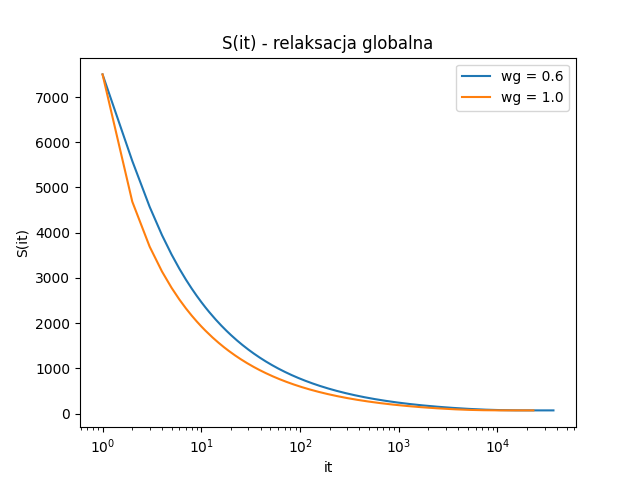 S(it) - relaksacja globalna
wg = 0.6
wg = 1.0
S(it)
7000
6000
5000
4000
3000
2000
1000
0
10⁰ 10¹ 10² 10³ 10⁴
it